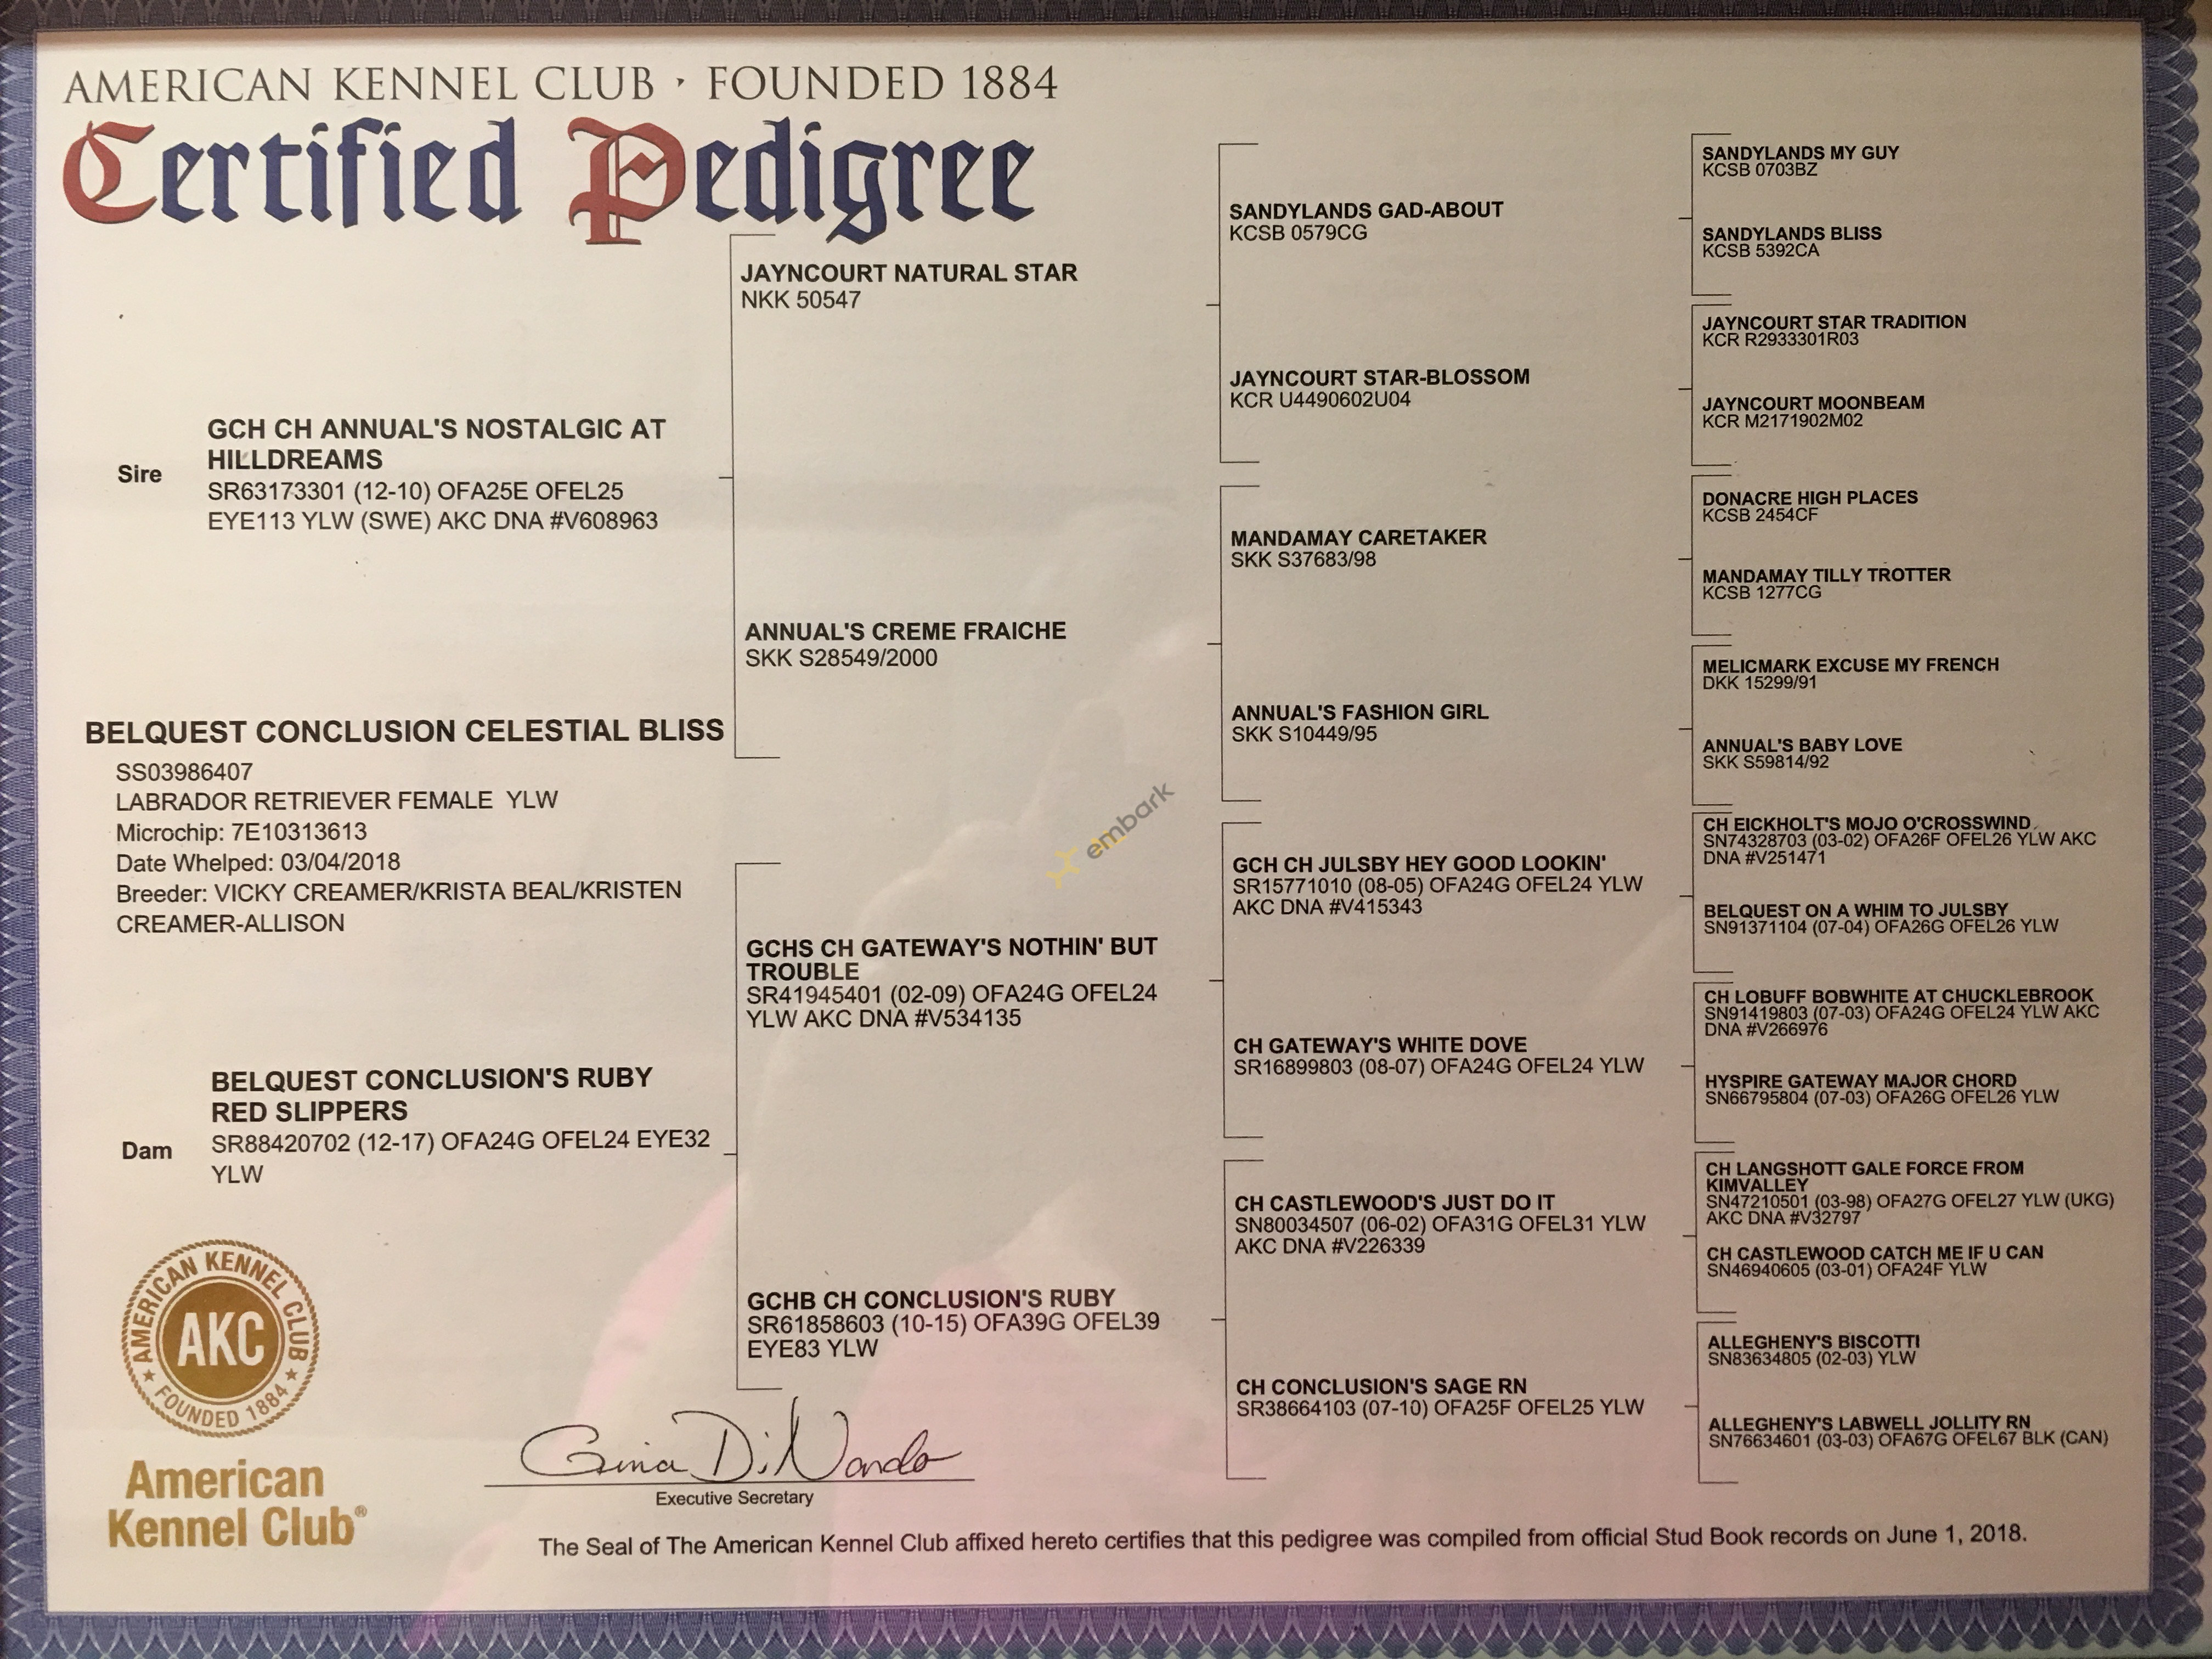 AMERICAN KENNEL CLUB · FOUNDED 1884
Certified Pedigree
Sire
GCH CH ANNUAL'S NOSTALGIC AT
HILLDREAMS
SR63173301 (12-10) OFA25E OFEL25
EYE113 YLW (SWE) AKC DNA #V608963
BELQUEST CONCLUSION CELESTIAL BLISS
SS03986407
LABRADOR RETRIEVER FEMALE YLW
Microchip: 7E10313613
Date Whelped: 03/04/2018
Breeder: VICKY CREAMER/KRISTA BEAL/KRISTEN
CREAMER-ALLISON
Dam
BELQUEST CONCLUSION'S RUBY
RED SLIPPERS
SR88420702 (12-17) OFA24G OFEL24 EYE32
YLW
JAYNCOURT NATURAL STAR
NKK 50547
ANNUAL'S CREME FRAICHE
SKK S28549/2000
GCHS CH GATEWAY'S NOTHIN' BUT
TROUBLE
SR41945401 (02-09) OFA24G OFEL24
YLW AKC DNA #V534135
GCHB CH CONCLUSION'S RUBY
SR61858603 (10-15) OFA39G OFEL39
EYE83 YLW
SANDYLANDS GAD-ABOUT
KCSB 0579CG
JAYNCOURT STAR-BLOSSOM
KCR U4490602U04
MANDAMAY CARETAKER
SKK S37683/98
ANNUAL'S FASHION GIRL
SKK S10449/95
GCH CH JULSBY HEY GOOD LOOKIN'
SR15771010 (08-05) OFA24G OFEL24 YLW
AKC DNA #V415343
CH GATEWAY'S WHITE DOVE
SR16899803 (08-07) OFA24G OFEL24 YLW
CH CASTLEWOOD'S JUST DO IT
SN80034507 (06-02) OFA31G OFEL31 YLW
AKC DNA #V226339
CH CONCLUSION'S SAGE RN
SR38664103 (07-10) OFA25F OFEL25 YLW
SANDYLANDS MY GUY
KCSB 0703BZ
SANDYLANDS BLISS
KCSB 5392CA
JAYNCOURT STAR TRADITION
KCR R2933301R03
JAYNCOURT MOONBEAM
KCR M2171902M02
DONACRE HIGH PLACES
KCSB 2454CF
MANDAMAY TILLY TROTTER
KCSB 1277CG
MELICMARK EXCUSE MY FRENCH
DKK 15299/91
ANNUAL'S BABY LOVE
SKK S59814/92
CH EICKHOLT'S MOJO O'CROSSWIND
SN74328703 (03-02) OFA26F OFEL26 YLW AKC
DNA #V251471
BELQUEST ON A WHIM TO JULSBY
SN91371104 (07-04) OFA26G OFEL26 YLW
CH LOBUFF BOBWHITE AT CHUCKLEBROOK
SN91419803 (07-03) OFA24G OFEL24 YLW AKC
DNA #V266976
HYSPIRE GATEWAY MAJOR CHORD
SN66795804 (07-03) OFA26G OFEL26 YLW
CH LANGSHOTT GALE FORCE FROM
KIMVALLEY
SN47210501 (03-98) OFA27G OFEL27 YLW (UKG)
AKC DNA #V32797
CH CASTLEWOOD CATCH ME IF U CAN
SN46940605 (03-01) OFA24F YLW
ALLEGHENY'S BISCOTTI
SN83634805 (02-03) YLW
ALLEGHENY'S LABWELL JOLLITY RN
SN76634601 (03-03) OFA67G OFEL67 BLK (CAN)
embark
AMERICAN KENNEL CLUB
AKC
★ FOUNDED 1884 ★
American
Kennel Club®
Gina DiNardo
Executive Secretary
The Seal of The American Kennel Club affixed hereto certifies that this pedigree was compiled from official Stud Book records on June 1, 2018.